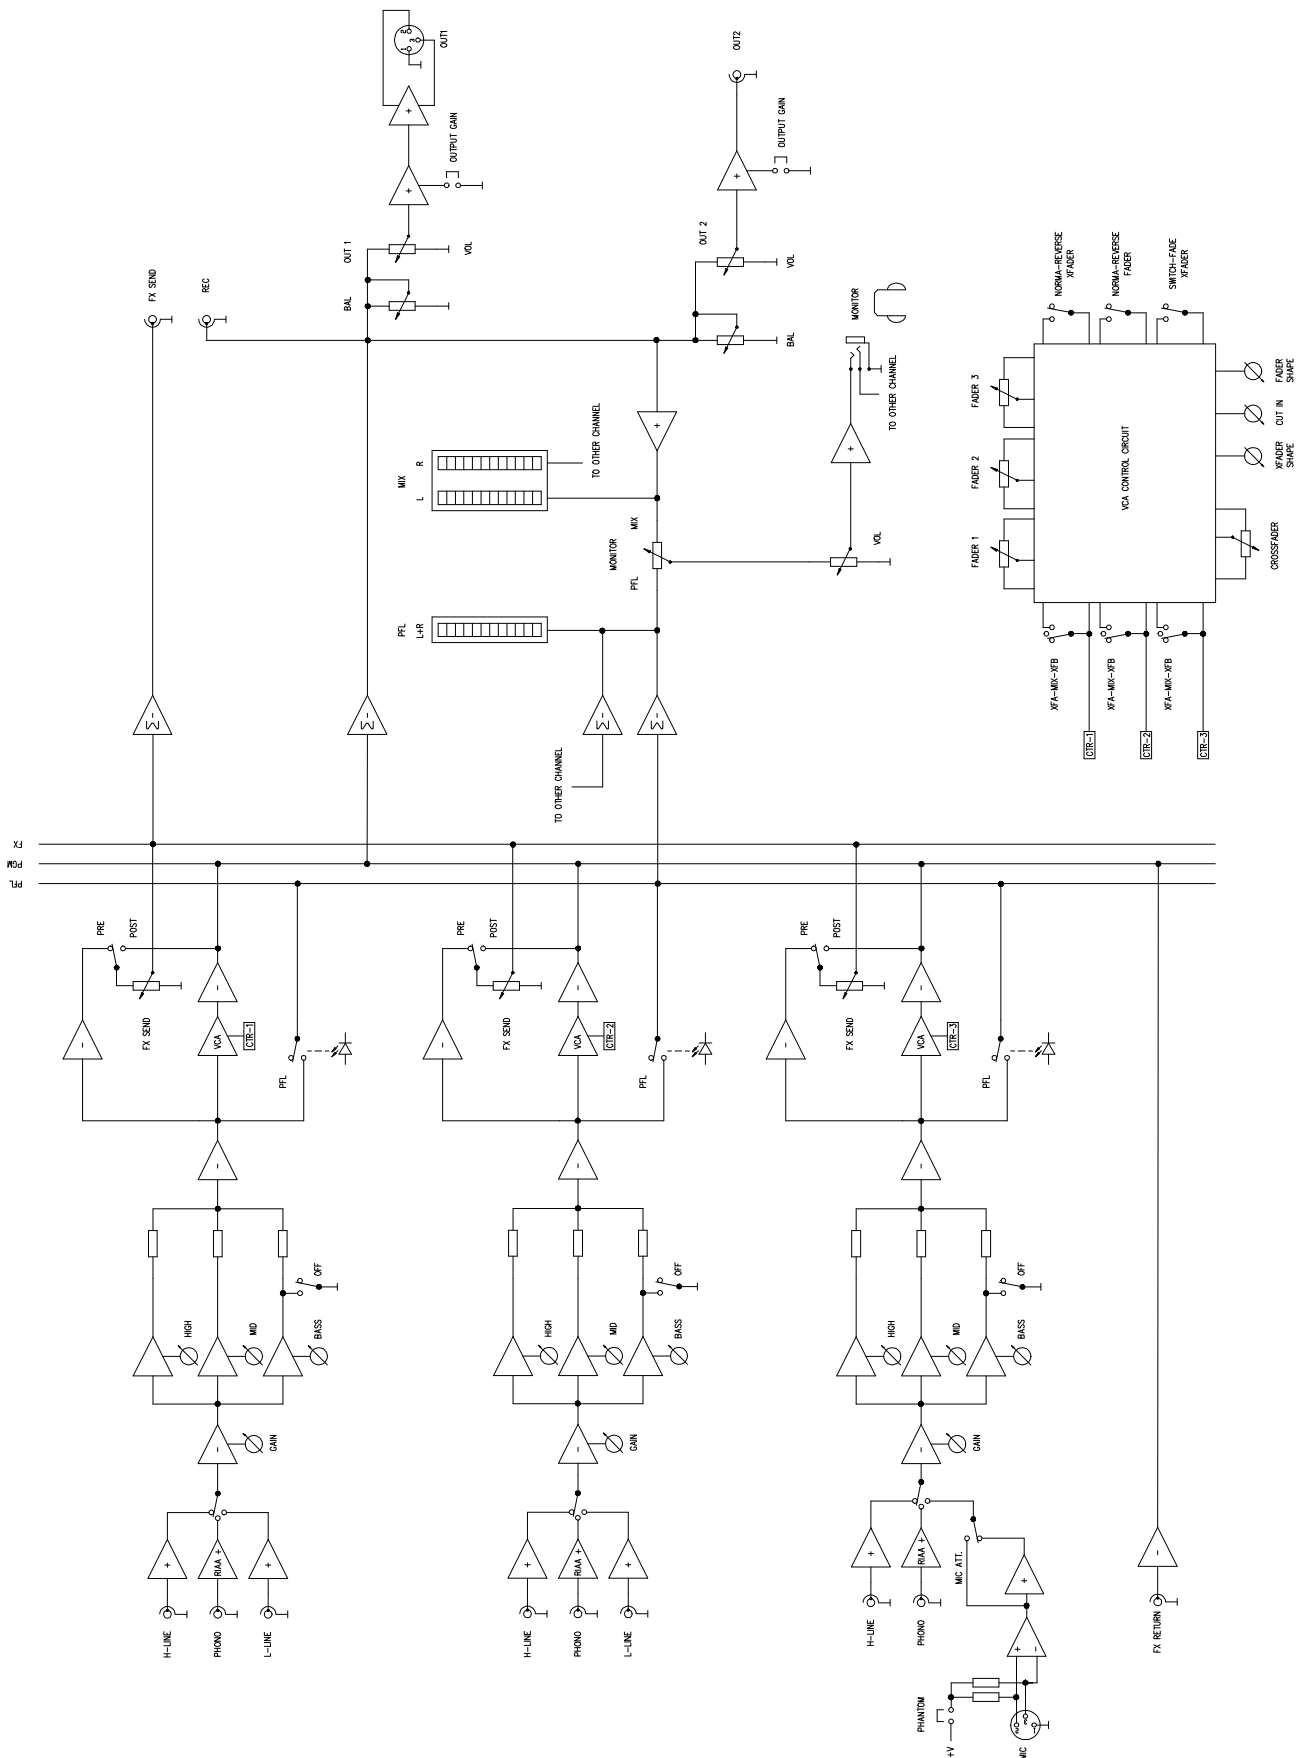 OUT1
2
3
1
OUTPUT GAIN
OUT2
OUTPUT GAIN
FX SEND
REC
OUT 1
BAL
VOL
OUT 2
VOL
BAL
MONITOR
TO OTHER CHANNEL
MIX
L
R
TO OTHER CHANNEL
MONITOR
MIX
PFL
VOL
PFL
L+R
TO OTHER CHANNEL
NORMA-REVERSE
XFADER
NORMA-REVERSE
FADER
SWITCH-FADE
XFADER
FADER 3
FADER 2
FADER 1
VCA CONTROL CIRCUIT
FADER
SHAPE
CUT IN
XFADER
SHAPE
CROSSFADER
XFA-MIX-XFB
XFA-MIX-XFB
XFA-MIX-XFB
CTR-1
CTR-2
CTR-3
FX
PGM
PFL
PRE
POST
FX SEND
VCA
CTR-1
PFL
PRE
POST
FX SEND
VCA
CTR-2
PFL
PRE
POST
FX SEND
VCA
CTR-3
PFL
HIGH
MID
BASS
OFF
GAIN
HIGH
MID
BASS
OFF
GAIN
HIGH
MID
BASS
OFF
GAIN
RIAA
H-LINE
PHONO
L-LINE
RIAA
H-LINE
PHONO
L-LINE
RIAA
H-LINE
PHONO
MIC ATT.
FX RETURN
PHANTOM
+V
MIC
2
3
1